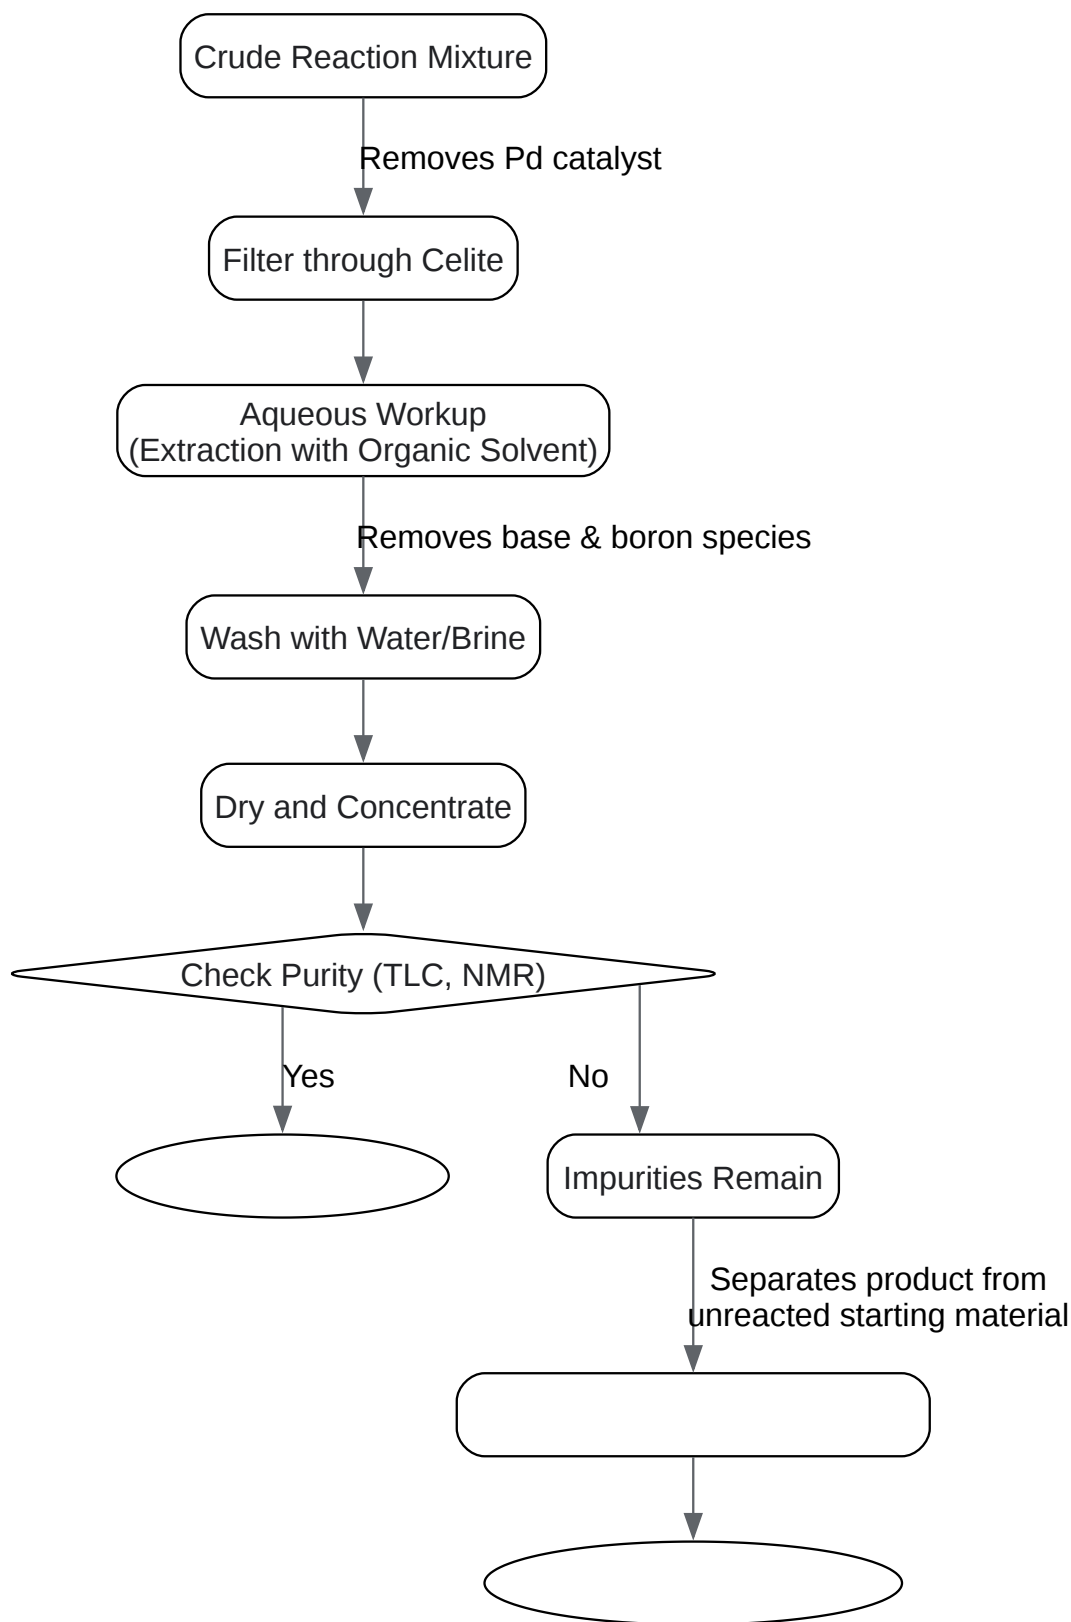 Crude Reaction Mixture
Removes Pd catalyst
Filter through Celite
Aqueous Workup
(Extraction with Organic Solvent)
Removes base & boron species
Wash with Water/Brine
Dry and Concentrate
Check Purity (TLC, NMR)
Yes
No
Impurities Remain
Separates product from
unreacted starting material